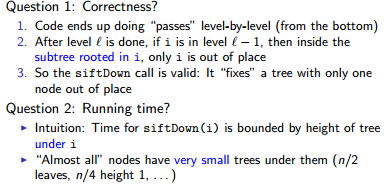 Question 1: Correctness?
1. Code ends up doing “passes” level-by-level (from the bottom)
2. After level ℓ is done, if i is in level ℓ − 1, then inside the
subtree rooted in i, only i is out of place
3. So the siftDown call is valid: It “fixes” a tree with only one
node out of place
Question 2: Running time?
▶ Intuition: Time for siftDown(i) is bounded by height of tree
under i
▶ “Almost all” nodes have very small trees under them (n/2
leaves, n/4 height 1, ...)